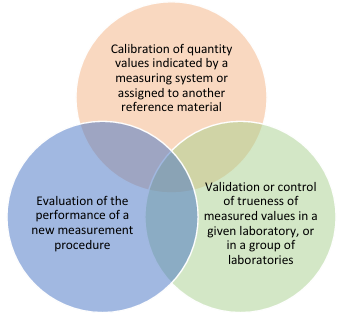 Calibration of quantity
values indicated by a
measuring system or
assigned to another
reference material
Evaluation of the
performance of a
new measurement
procedure
Validation or control
of trueness of
measured values in a
given laboratory, or
in a group of
laboratories